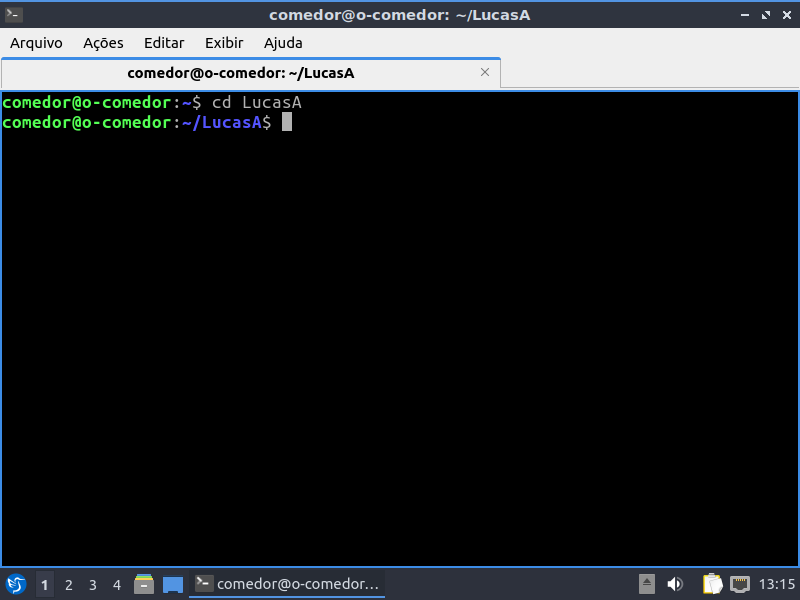 comedor@o-comedor: ~/LucasA
Arquivo Ações Editar Exibir Ajuda
comedor@o-comedor: ~/LucasA
comedor@o-comedor:~$ cd LucasA
comedor@o-comedor:~/LucasA$
1 2 3 4 comedor@o-comedor... 13:15